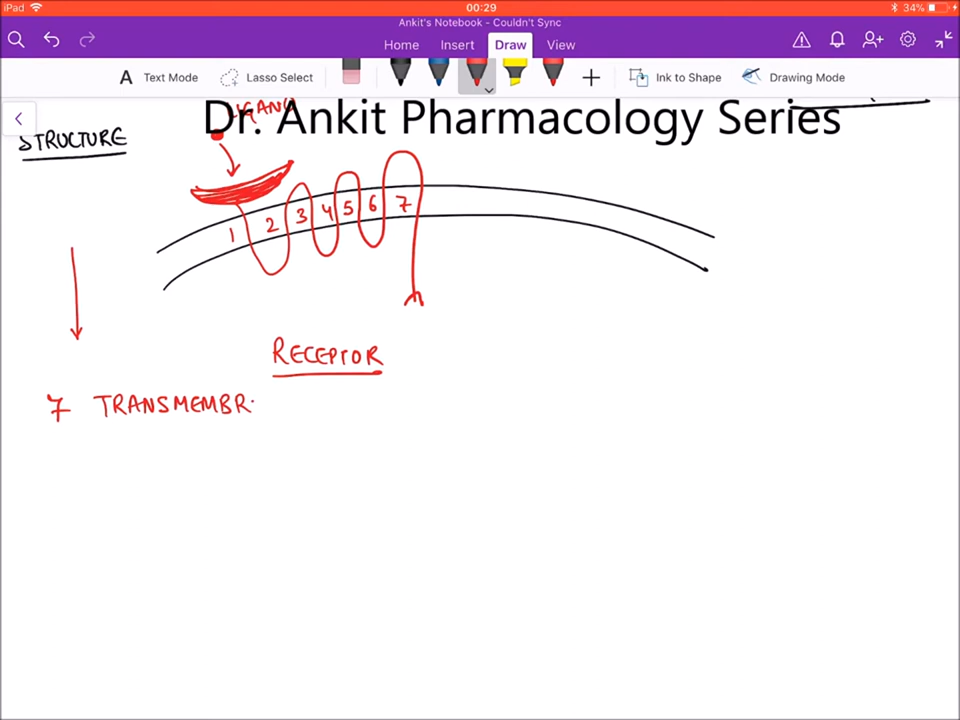 iPad 00:29 34%
Ankit's Notebook - Couldn't Sync
Home Insert Draw View
A Text Mode Lasso Select Ink to Shape Drawing Mode
LIGAND
Dr. Ankit Pharmacology Series
STRUCTURE
1 2 3 4 5 6 7
RECEPTOR
7 TRANSMEMBR